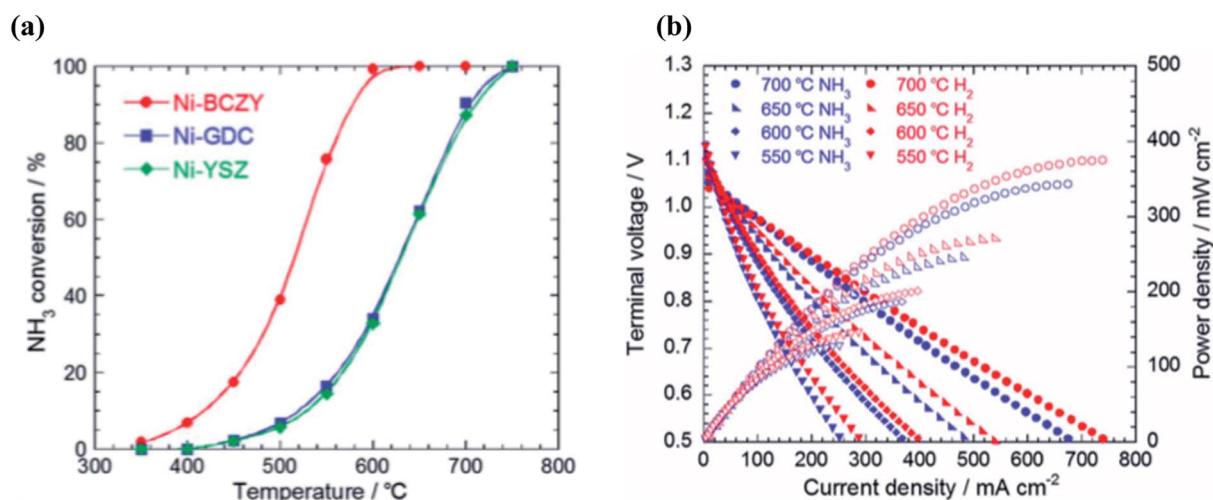 (a)
(b)
100
80
60
40
20
0
NH₃ conversion / %
Ni-BCZY
Ni-GDC
Ni-YSZ
300 400 500 600 700 800
Temperature / °C
1.3
1.2
1.1
1.0
0.9
0.8
0.7
0.6
0.5
Terminal voltage / V
700 °C NH₃ 700 °C H₂
650 °C NH₃ 650 °C H₂
600 °C NH₃ 600 °C H₂
550 °C NH₃ 550 °C H₂
500
400
300
200
100
0
Power density / mW cm⁻²
0 100 200 300 400 500 600 700 800
Current density / mA cm⁻²